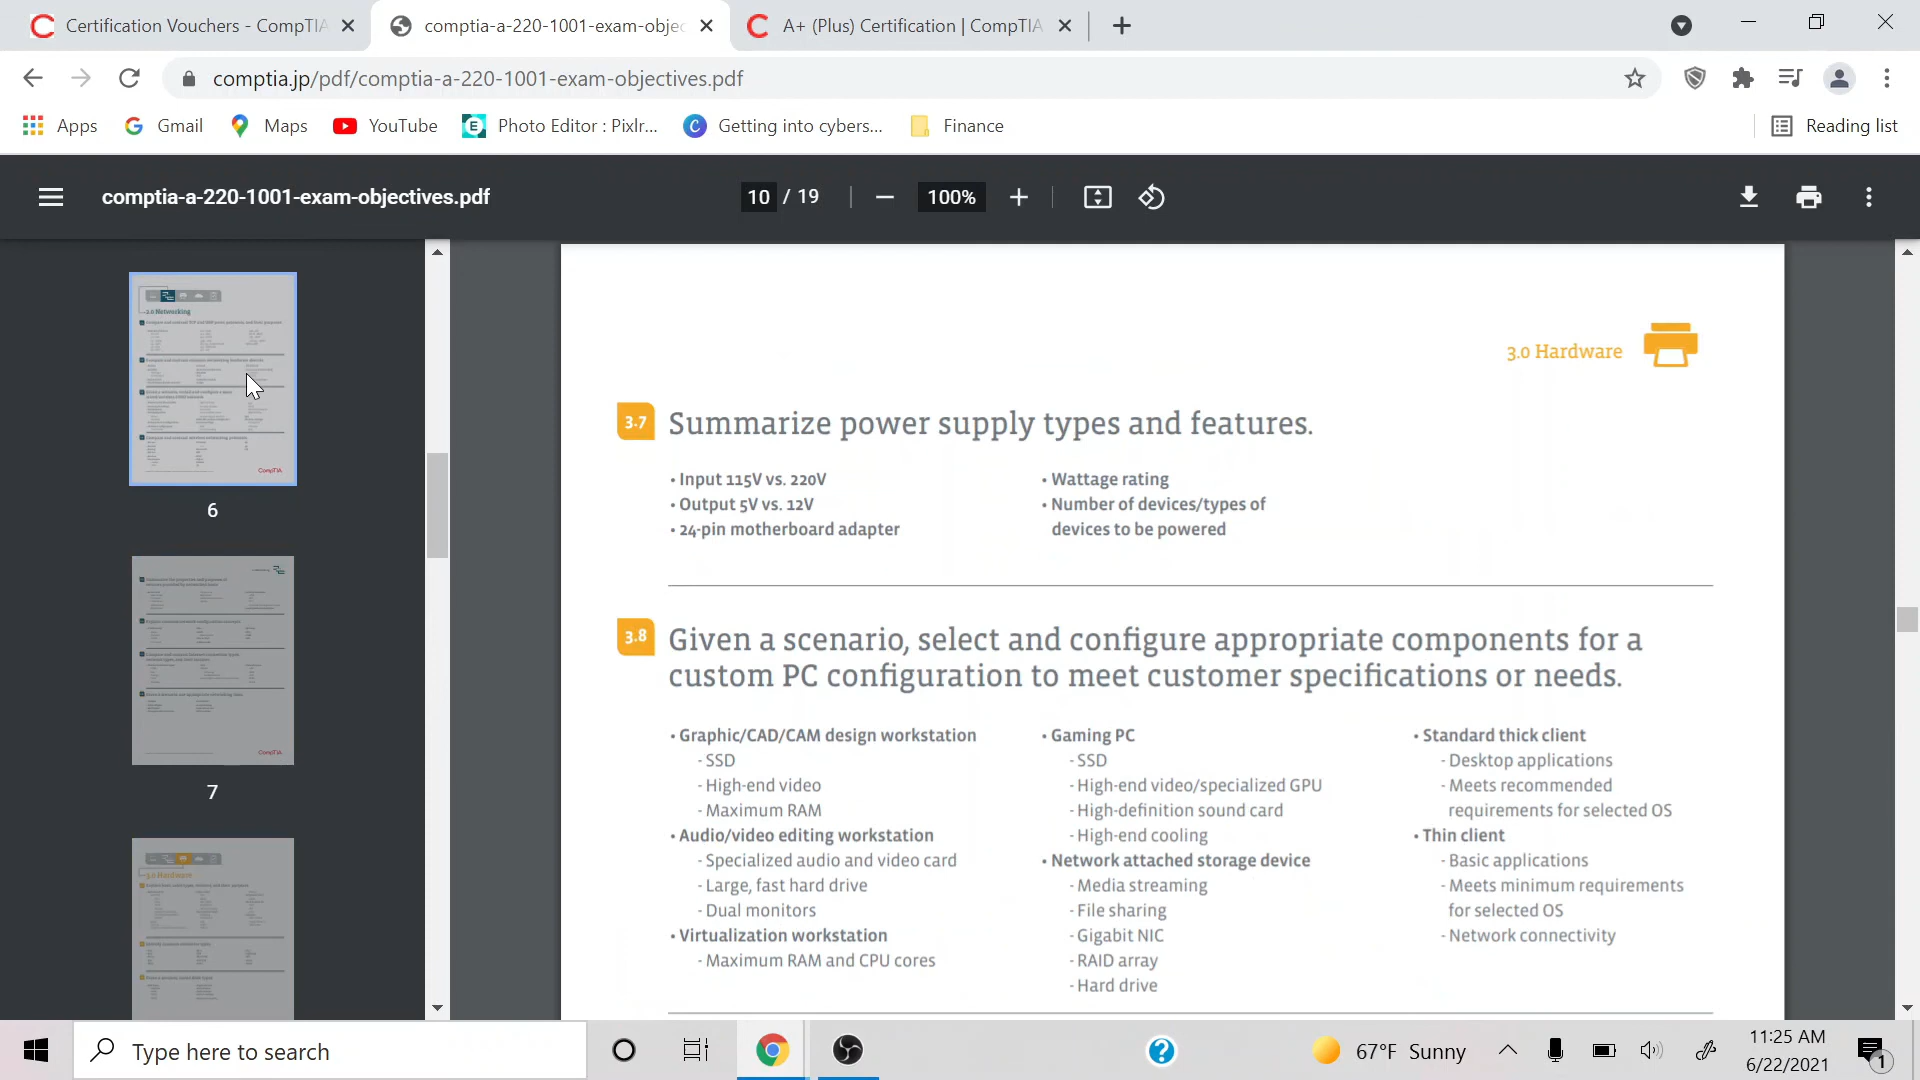 Certification Vouchers - CompTIA
comptia-a-220-1001-exam-objec
A+ (Plus) Certification | CompTIA
comptia.jp/pdf/comptia-a-220-1001-exam-objectives.pdf
Apps
Gmail
Maps
YouTube
Photo Editor : Pixlr...
Getting into cybers...
Finance
Reading list
comptia-a-220-1001-exam-objectives.pdf
10 / 19
100%
3.0 Networking
CompTIA
6
CompTIA
7
3.0 Hardware
3.0 Hardware
3.7 Summarize power supply types and features.
• Input 115V vs. 220V
• Output 5V vs. 12V
• 24-pin motherboard adapter
• Wattage rating
• Number of devices/types of
devices to be powered
3.8 Given a scenario, select and configure appropriate components for a
custom PC configuration to meet customer specifications or needs.
• Graphic/CAD/CAM design workstation
- SSD
- High-end video
- Maximum RAM
• Audio/video editing workstation
- Specialized audio and video card
- Large, fast hard drive
- Dual monitors
• Virtualization workstation
- Maximum RAM and CPU cores
• Gaming PC
- SSD
- High-end video/specialized GPU
- High-definition sound card
- High-end cooling
• Network attached storage device
- Media streaming
- File sharing
- Gigabit NIC
- RAID array
- Hard drive
• Standard thick client
- Desktop applications
- Meets recommended
requirements for selected OS
• Thin client
- Basic applications
- Meets minimum requirements
for selected OS
- Network connectivity
Type here to search
67°F Sunny
11:25 AM
6/22/2021
1